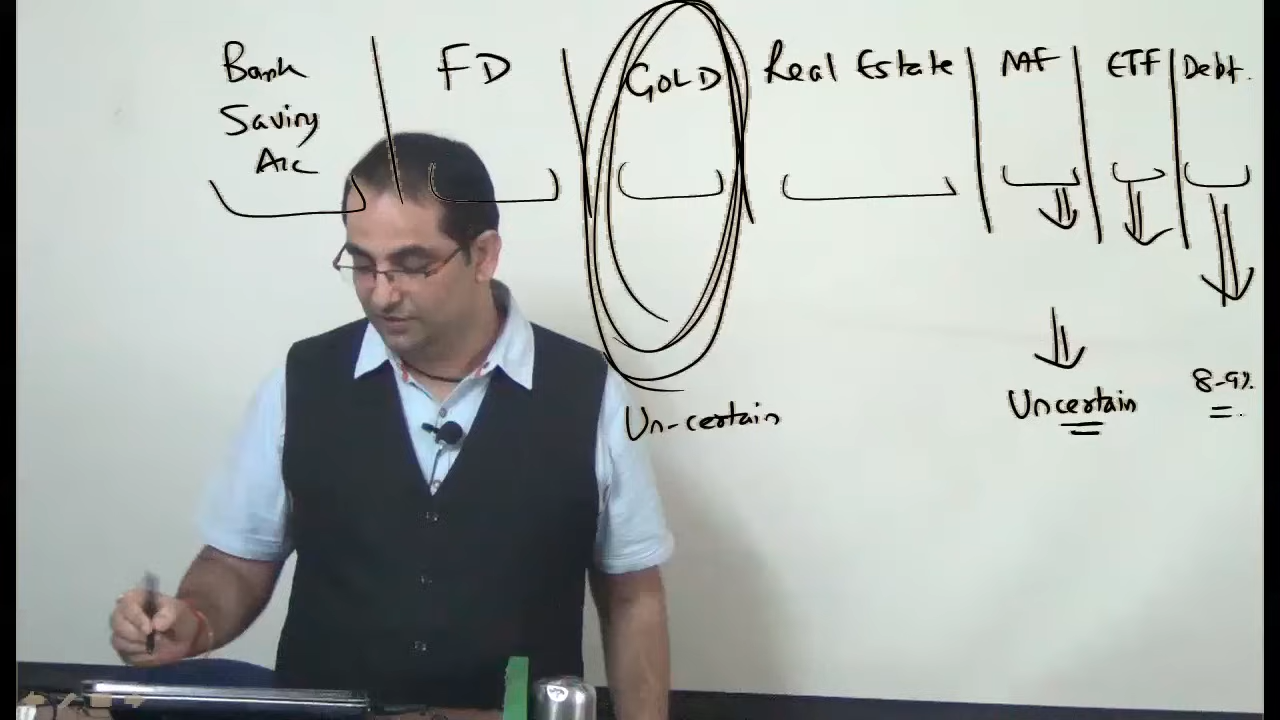 Bank
Saving
A/c
FD
GOLD
Real Estate
MF
ETF
Debt.
Un-certain
Uncertain
8-9%.